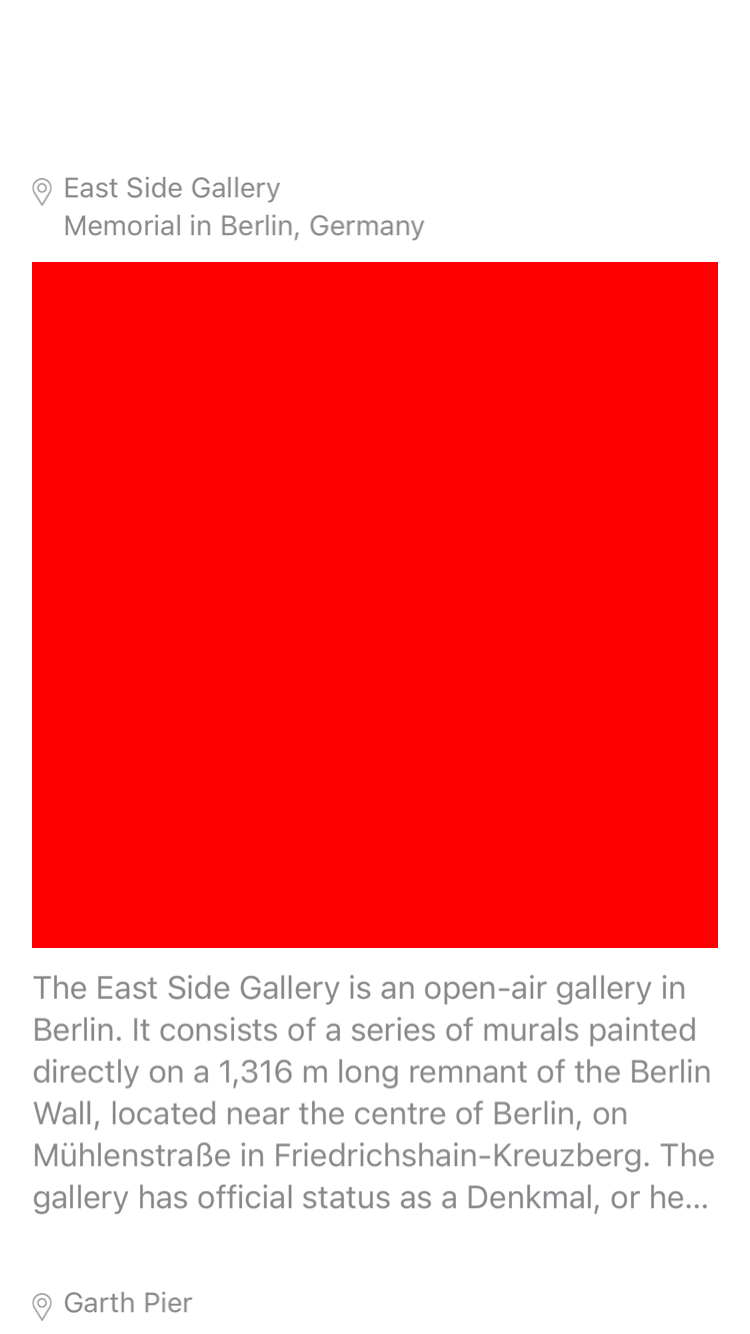 East Side Gallery
Memorial in Berlin, Germany
The East Side Gallery is an open-air gallery in
Berlin. It consists of a series of murals painted
directly on a 1,316 m long remnant of the Berlin
Wall, located near the centre of Berlin, on
Mühlenstraße in Friedrichshain-Kreuzberg. The
gallery has official status as a Denkmal, or he...
Garth Pier